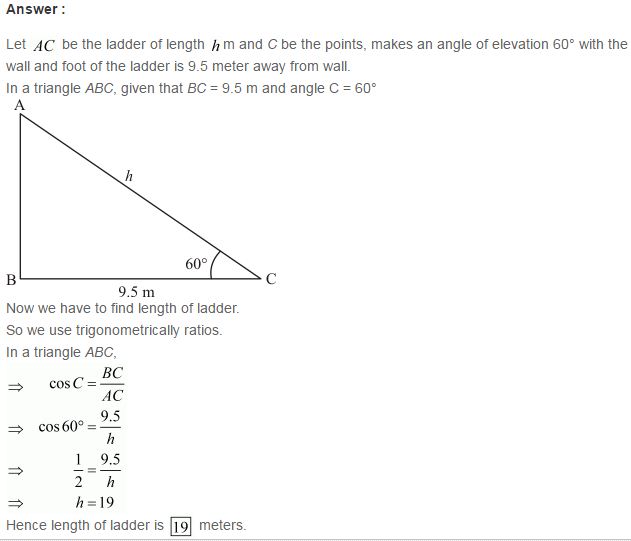 Answer :
Let AC be the ladder of length h m and C be the points, makes an angle of elevation 60° with the
wall and foot of the ladder is 9.5 meter away from wall.
In a triangle ABC, given that BC = 9.5 m and angle C = 60°
A
h
60°
B
C
9.5 m
Now we have to find length of ladder.
So we use trigonometrically ratios.
In a triangle ABC,
⇒ cos C = BC/AC
⇒ cos 60° = 9.5/h
⇒ 1/2 = 9.5/h
⇒ h = 19
Hence length of ladder is 19 meters.